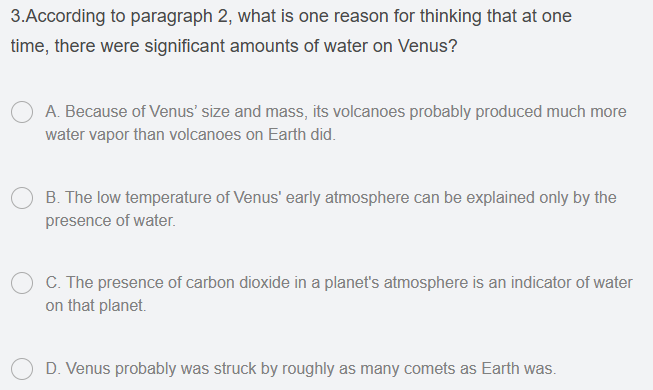 3.According to paragraph 2, what is one reason for thinking that at one
time, there were significant amounts of water on Venus?
A. Because of Venus' size and mass, its volcanoes probably produced much more
water vapor than volcanoes on Earth did.
B. The low temperature of Venus' early atmosphere can be explained only by the
presence of water.
C. The presence of carbon dioxide in a planet's atmosphere is an indicator of water
on that planet.
D. Venus probably was struck by roughly as many comets as Earth was.